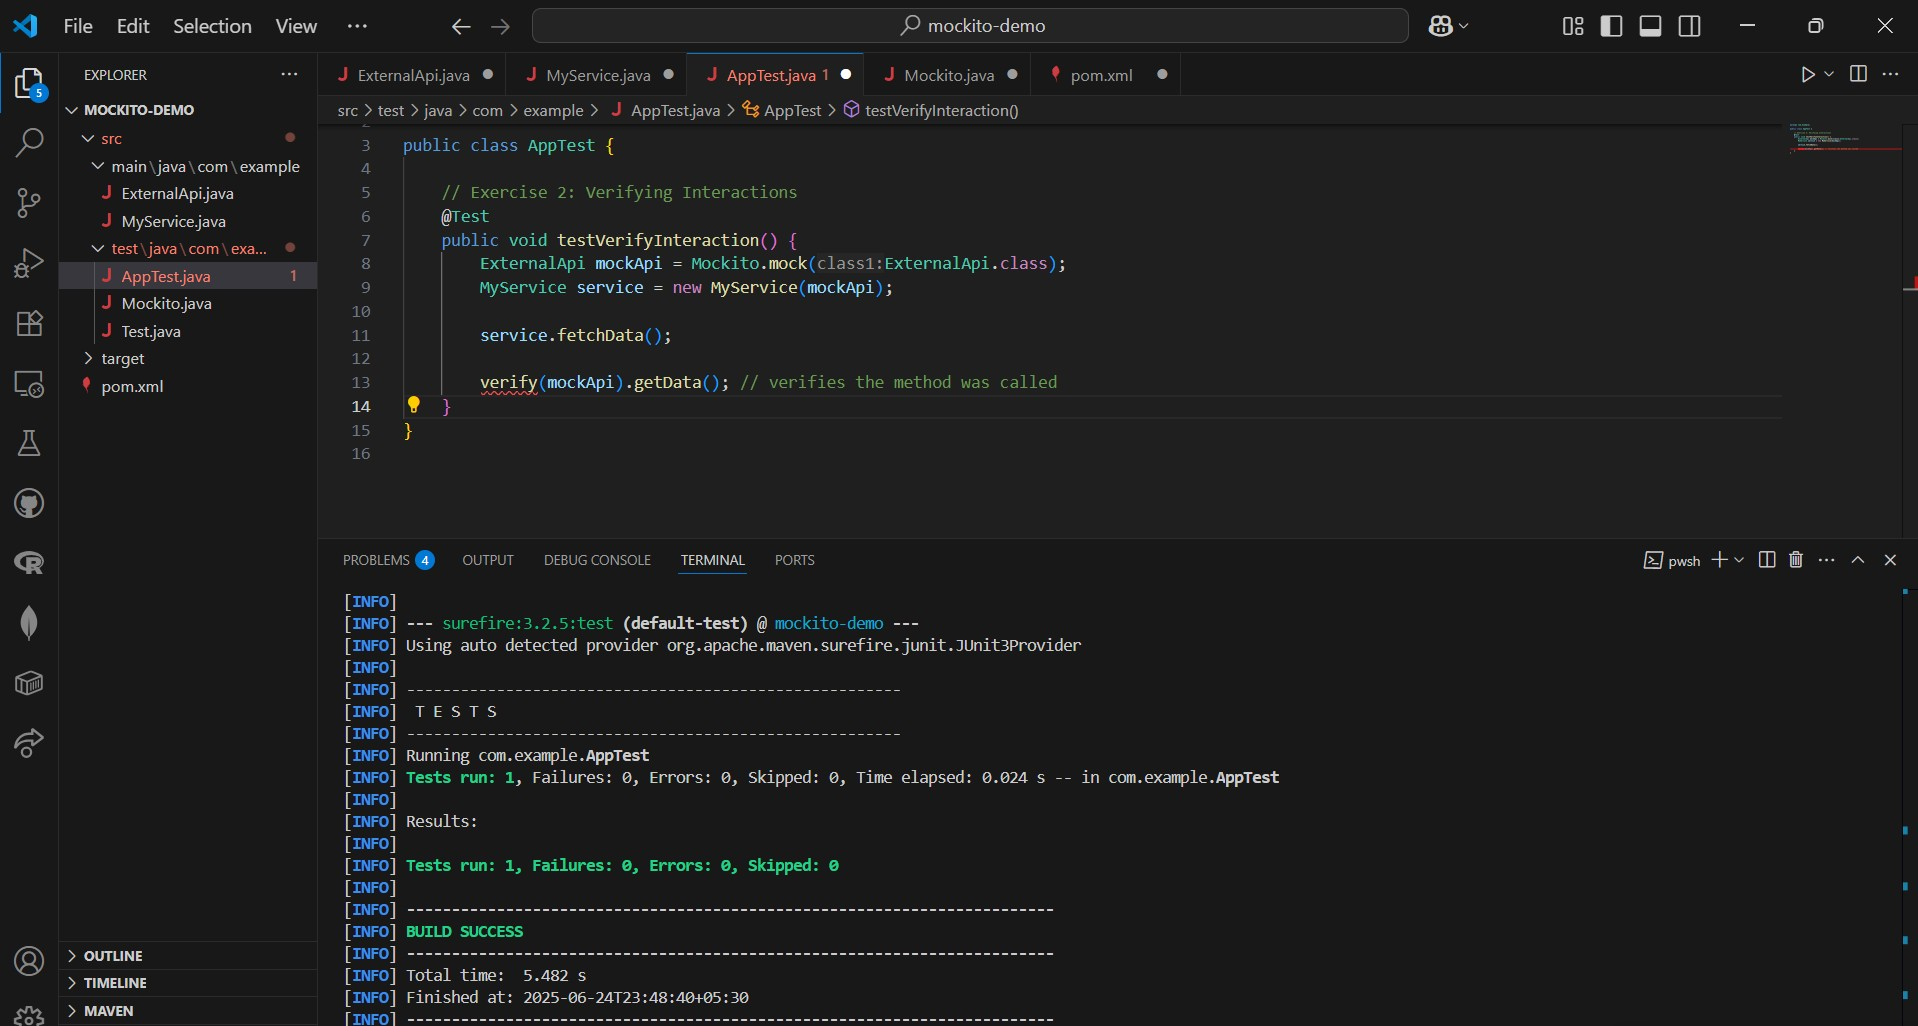 File Edit Selection View ···
mockito-demo
EXPLORER ···
5
MOCKITO-DEMO
src
main\java\com\example
J ExternalApi.java
J MyService.java
test\java\com\exa...
J AppTest.java 1
J Mockito.java
J Test.java
target
pom.xml
OUTLINE
TIMELINE
MAVEN
J ExternalApi.java
J MyService.java
J AppTest.java 1
J Mockito.java
pom.xml
src > test > java > com > example > J AppTest.java > AppTest > testVerifyInteraction()
3 public class AppTest {
4
5 // Exercise 2: Verifying Interactions
6 @Test
7 public void testVerifyInteraction() {
8 ExternalApi mockApi = Mockito.mock(class1:ExternalApi.class);
9 MyService service = new MyService(mockApi);
10
11 service.fetchData();
12
13 verify(mockApi).getData(); // verifies the method was called
14 }
15 }
16
PROBLEMS 4 OUTPUT DEBUG CONSOLE TERMINAL PORTS
pwsh
[INFO]
[INFO] --- surefire:3.2.5:test (default-test) @ mockito-demo ---
[INFO] Using auto detected provider org.apache.maven.surefire.junit.JUnit3Provider
[INFO]
[INFO] -------------------------------------------------------
[INFO]  T E S T S
[INFO] -------------------------------------------------------
[INFO] Running com.example.AppTest
[INFO] Tests run: 1, Failures: 0, Errors: 0, Skipped: 0, Time elapsed: 0.024 s -- in com.example.AppTest
[INFO]
[INFO] Results:
[INFO]
[INFO] Tests run: 1, Failures: 0, Errors: 0, Skipped: 0
[INFO]
[INFO] ------------------------------------------------------------------------
[INFO] BUILD SUCCESS
[INFO] ------------------------------------------------------------------------
[INFO] Total time:  5.482 s
[INFO] Finished at: 2025-06-24T23:48:40+05:30
[INFO] ------------------------------------------------------------------------